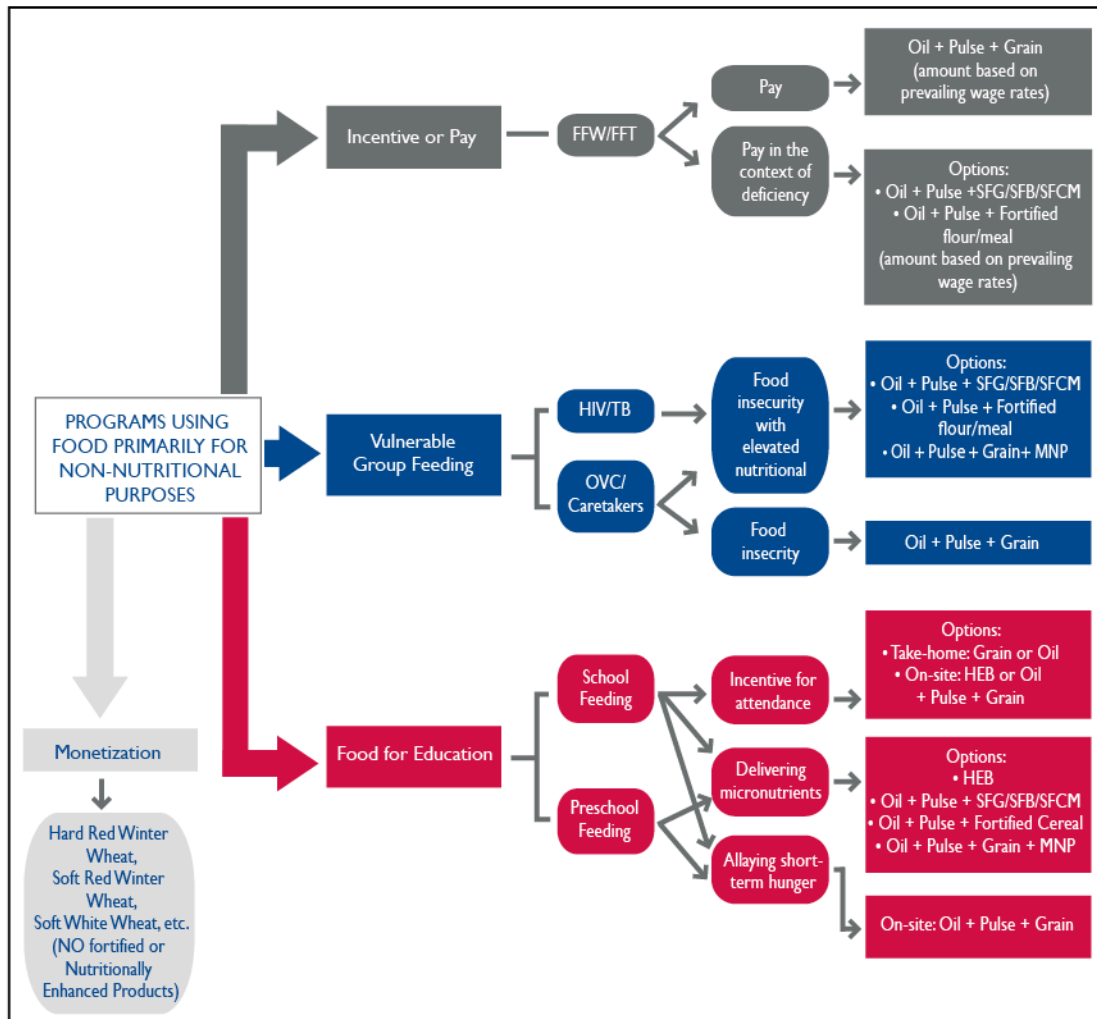 PROGRAMS USING
FOOD PRIMARILY FOR
NON-NUTRITIONAL
PURPOSES
Incentive or Pay
FFW/FFT
Pay
Oil + Pulse + Grain
(amount based on
prevailing wage rates)
Pay in the
context of
deficiency
Options:
• Oil + Pulse +SFG/SFB/SFCM
• Oil + Pulse + Fortified
flour/meal
(amount based on prevailing
wage rates)
Vulnerable
Group Feeding
HIV/TB
OVC/
Caretakers
Food
insecurity
with
elevated
nutritional
Options:
• Oil + Pulse + SFG/SFB/SFCM
• Oil + Pulse + Fortified
flour/meal
• Oil + Pulse + Grain+ MNP
Food
insecrity
Oil + Pulse + Grain
Food for Education
School
Feeding
Preschool
Feeding
Incentive for
attendance
Options:
• Take-home: Grain or Oil
• On-site: HEB or Oil
+ Pulse + Grain
Delivering
micronutrients
Options:
• HEB
• Oil + Pulse + SFG/SFB/SFCM
• Oil + Pulse + Fortified Cereal
• Oil + Pulse + Grain + MNP
Allaying short-
term hunger
On-site: Oil + Pulse + Grain
Monetization
Hard Red Winter
Wheat,
Soft Red Winter
Wheat,
Soft White Wheat, etc.
(NO fortified or
Nutritionally
Enhanced Products)